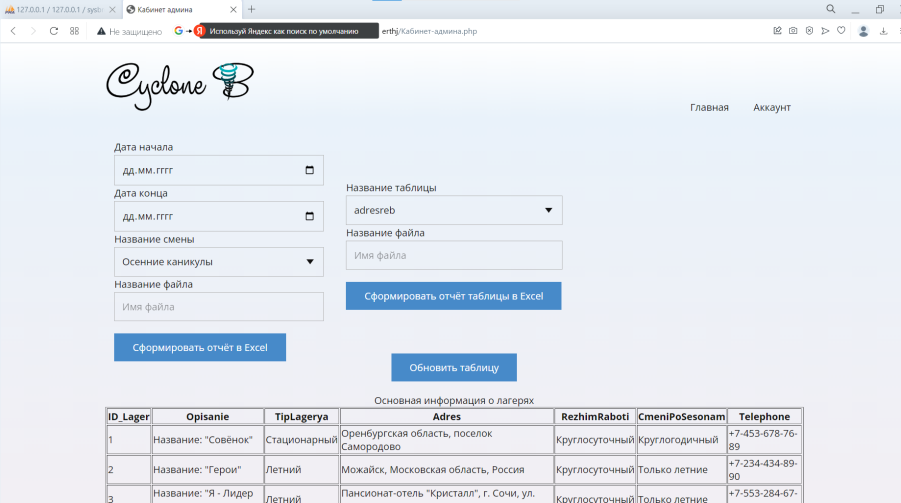 127.0.0.1 / 127.0.0.1 / sysb
Кабинет админа
Не защищено
Используй Яндекс как поиск по умолчанию
erthj/Кабинет-админа.php
Cyclone B
Главная
Аккаунт
Дата начала
дд.мм.гггг
Дата конца
дд.мм.гггг
Название смены
Осенние каникулы
Название файла
Имя файла
Сформировать отчёт в Excel
Название таблицы
adresreb
Название файла
Имя файла
Сформировать отчёт таблицы в Excel
Обновить таблицу
Основная информация о лагерях
ID_Lager Opisanie TipLagerya Adres RezhimRaboti CmeniPoSesonam Telephone
1 Название: "Совёнок" Стационарный Оренбургская область, поселок Самородово Круглосуточный Круглогодичный +7-453-678-76-89
2 Название: "Герои" Летний Можайск, Московская область, Россия Круглосуточный Только летние +7-234-434-89-90
3 Название: "Я - Лидер Летний Пансионат-отель "Кристалл", г. Сочи, ул. Круглосуточный Только летние +7-553-284-67-